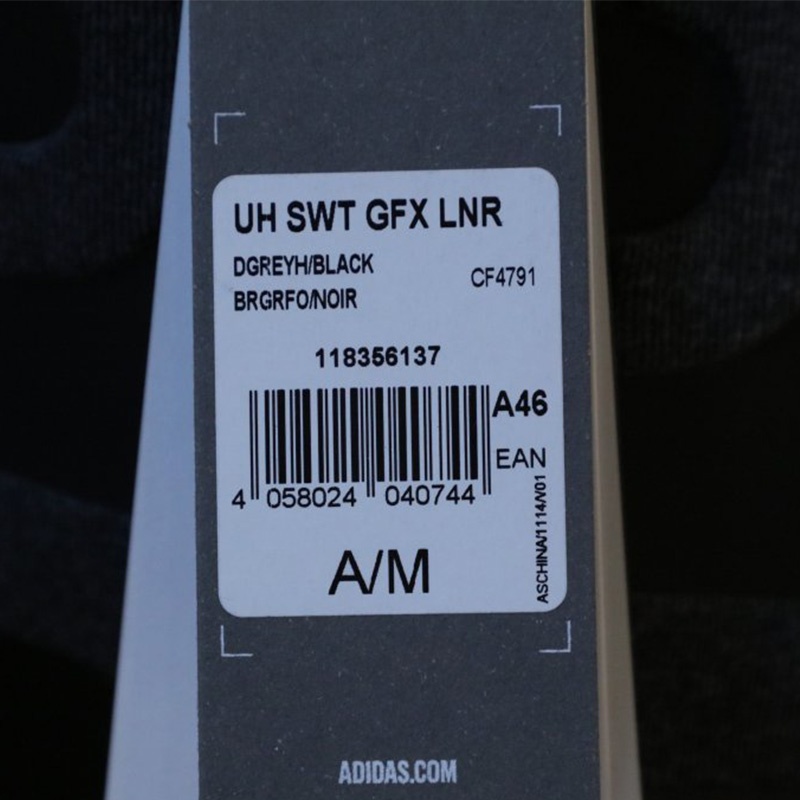 UH SWT GFX LNR
DGREYH/BLACK
BRGRFO/NOIR
CF4791
118356137
A46
EAN
4 058024 040744
A/M
ASCHINA/1114/V01
ADIDAS.COM